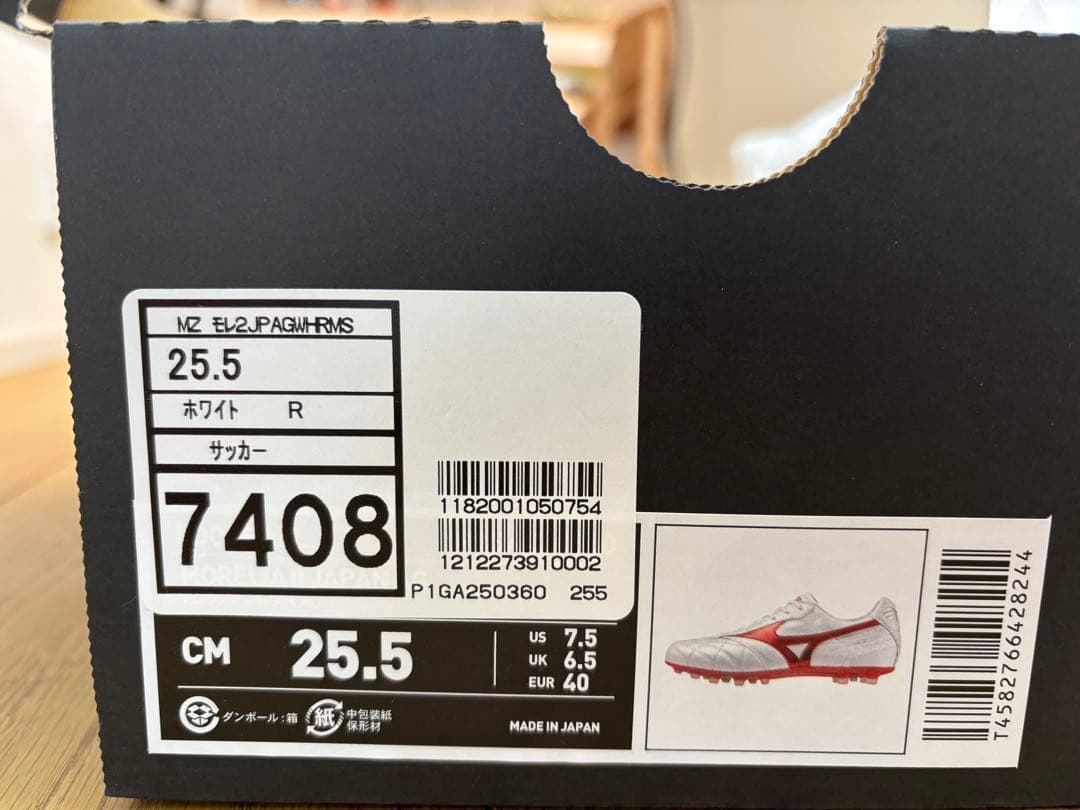 MZ モレ2JPAGWHRMS
25.5
ホワイト R
サッカー
7408
1182001050754
1212273910002
P1GA250360 255
MORELIA II JAPAN
CM 25.5
US 7.5
UK 6.5
EUR 40
ダンボール:箱
紙
中包装紙
保形材
MADE IN JAPAN
T4582766428244